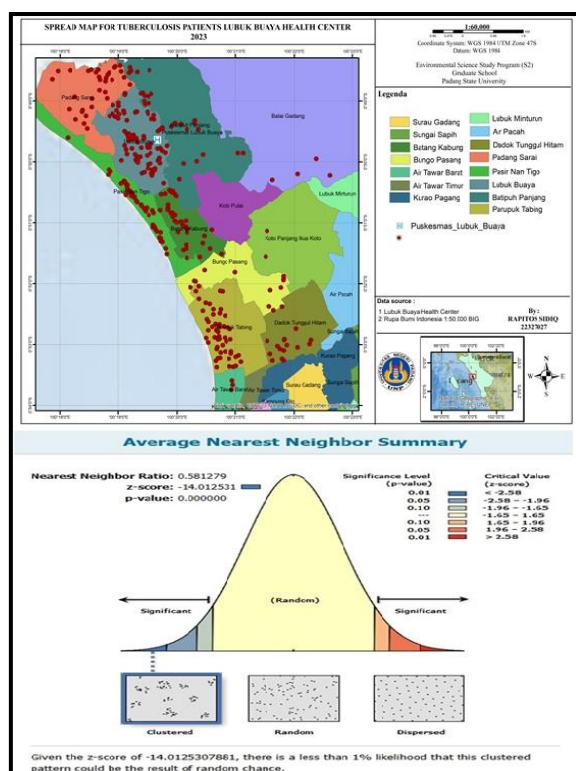 SPREAD MAP FOR TUBERCULOSIS PATIENTS LUBUK BUAYA HEALTH CENTER
2023
1:60,000
Coordinate System: WGS 1984 UTM Zone 47S
Datum: WGS 1984
Environmental Science Study Program (S2)
Graduate School
Padang State University
Legenda
Surau Gadang
Sungai Sapih
Batang Kabung
Bungo Pasang
Air Tawar Barat
Air Tawar Timur
Kurao Pagang
Lubuk Minturun
Air Pacah
Dadok Tunggul Hitam
Padang Sarai
Pasir Nan Tigo
Lubuk Buaya
Batipuh Panjang
Parupuk Tabing
Puskesmas_Lubuk_Buaya
Data source :
1 Lubuk Buaya Health Center
2 Rupa Bumi Indonesia 1:50.000 BIG
By:
RAPITOS SIDIQ
22327027
Balai Gadang
Puskesmas Lubuk Buaya
Koto Pulai
Lubuk Minturun
Koto Panjang Ikua Koto
Bungo Pasang
Air Pacah
Dadok Tunggul Hitam
Kurao Pagang
Surau Gadang
Sungai Sapih
Average Nearest Neighbor Summary
Nearest Neighbor Ratio: 0.581279
z-score: -14.012531
p-value: 0.000000
Significance Level
(p-value)
Critical Value
(z-score)
0.01 < -2.58
0.05 -2.58 - -1.96
0.10 -1.96 - -1.65
--- -1.65 - 1.65
0.10 1.65 - 1.96
0.05 1.96 - 2.58
0.01 > 2.58
Significant
(Random)
Significant
Clustered
Random
Dispersed
Given the z-score of -14.0125307881, there is a less than 1% likelihood that this clustered
pattern could be the result of random chance.